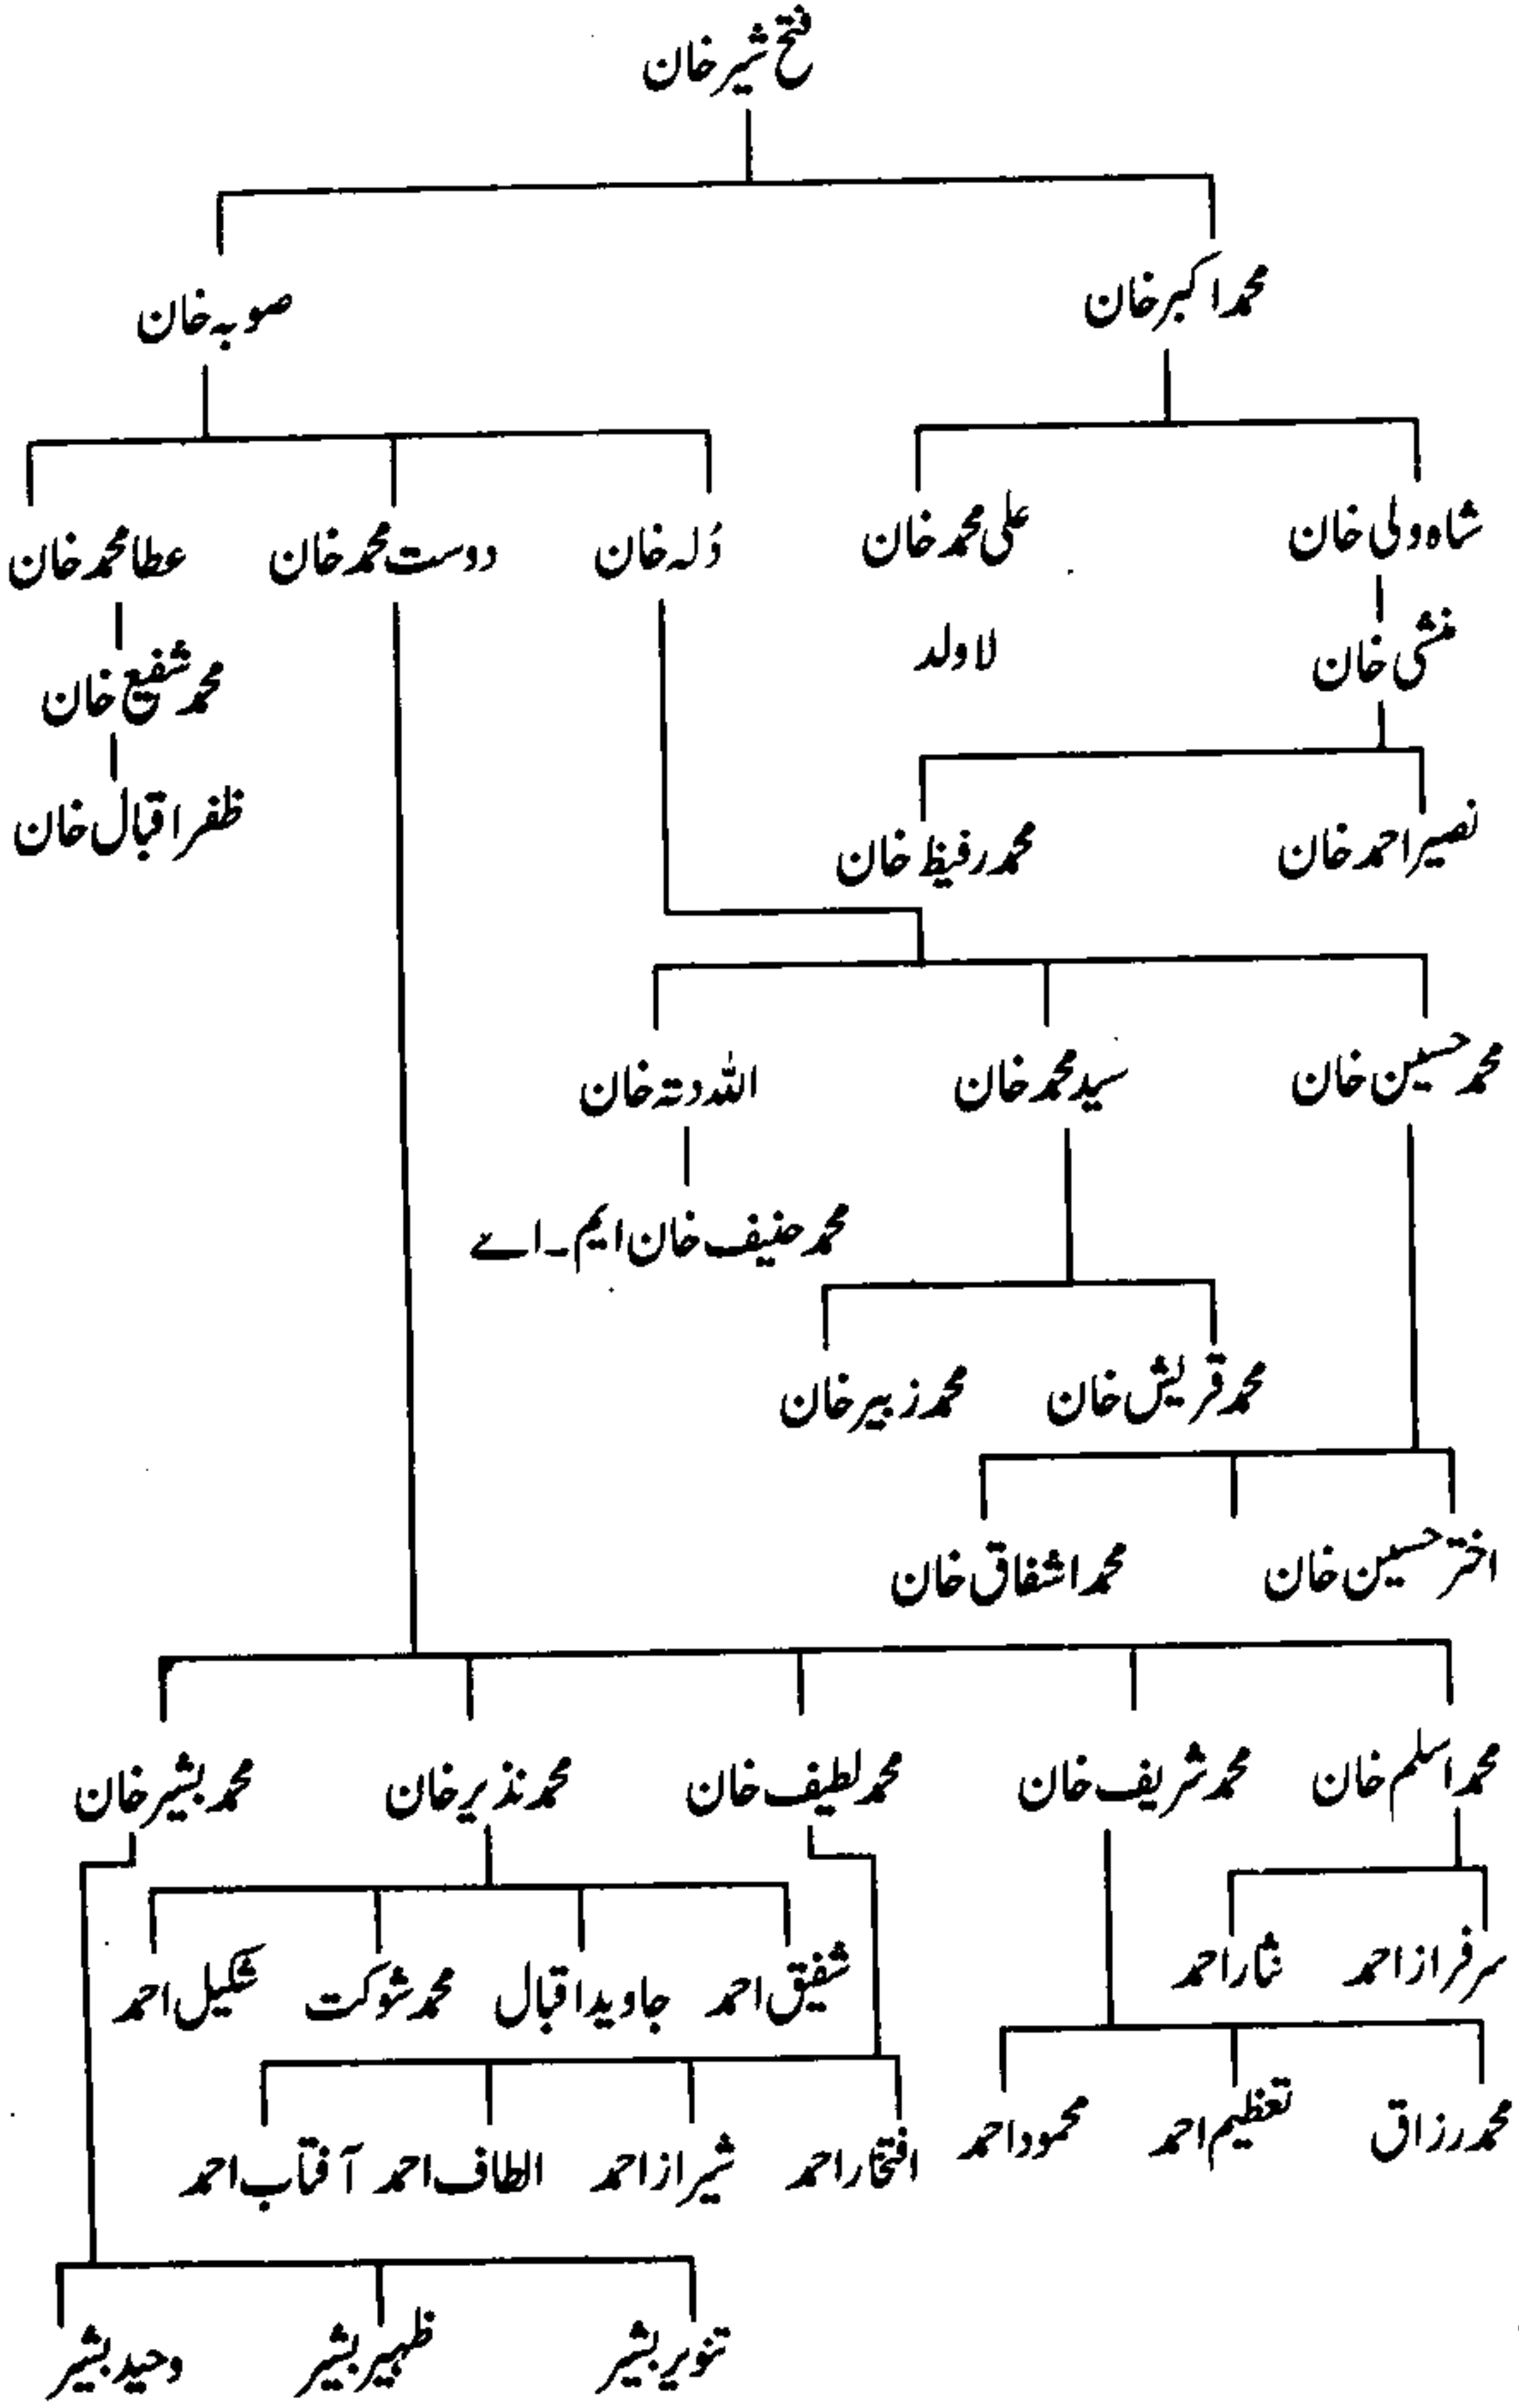 فتح شیر خان
محمد اکبر خان صوبہ خان
شاہ ولی خان علی محمد خان دُلہ خان دوست محمد خان عطا محمد خان
منشی خان لا ولد محمد شفیع خان
نصیر احمد خان محمد رفیظ خان ظفر اقبال خان
محمد حسین خان سید محمد خان اللہ دتہ خان
محمد حنیف خان ایم۔اے
محمد قریش خان محمد زبیر خان
اختر حسین خان محمد اشفاق خان
محمد اسلم خان محمد شریف خان محمد لطیف خان محمد نذیر خان محمد بشیر خان
سرفراز احمد نثار احمد شفیق احمد جاوید اقبال محمد شوکت شکیل احمد
محمد رزاق تعظیم احمد محمود احمد افتخار احمد شیراز احمد الطاف احمد آفتاب احمد
تنویر بشیر ظہیر بشیر وحید بشیر